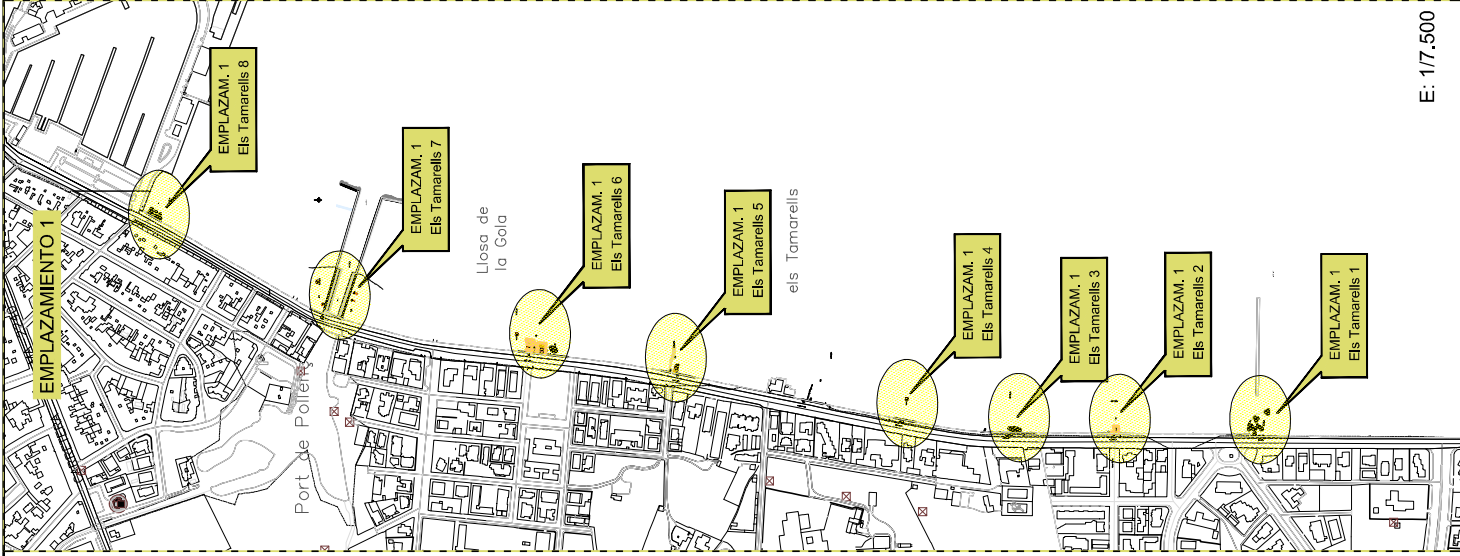 EMPLAZAMIENTO 1
EMPLAZAM. 1
Els Tamarells 8
EMPLAZAM. 1
Els Tamarells 7
Port de Pollença
Llosa de
la Gola
EMPLAZAM. 1
Els Tamarells 6
EMPLAZAM. 1
Els Tamarells 5
els Tamarells
EMPLAZAM. 1
Els Tamarells 4
EMPLAZAM. 1
Els Tamarells 3
EMPLAZAM. 1
Els Tamarells 2
EMPLAZAM. 1
Els Tamarells 1
E: 1/7.500